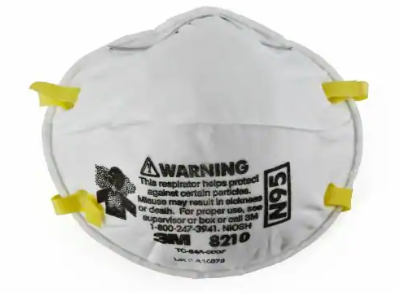 WARNING
This respirator helps protect
against certain particles.
Misuse may result in sickness
or death. For proper use, see
supervisor or box or call 3M
1-800-247-3941. NIOSH
3M 8210
N95